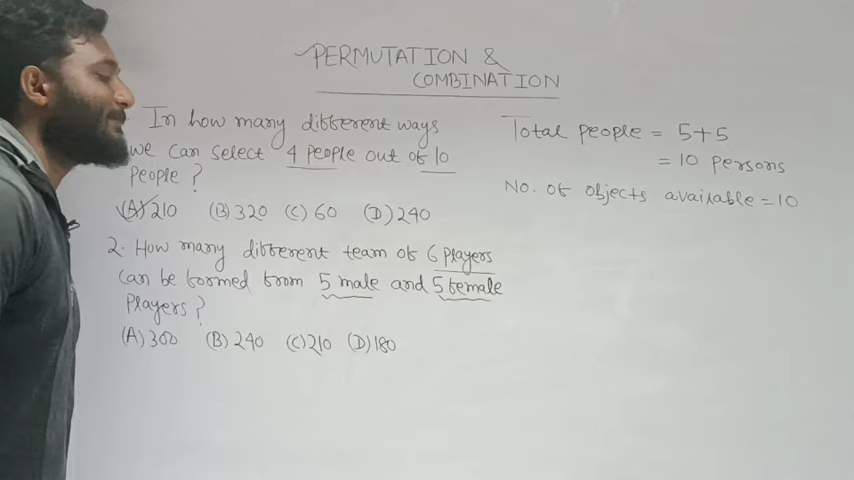 PERMUTATION &
COMBINATION
In how many different ways
we can select 4 people out of 10
people ?
(A) 210 (B) 320 (C) 60 (D) 240
2. How many different team of 6 players
can be formed from 5 male and 5 female
Players ?
(A) 300 (B) 240 (C) 210 (D) 180
Total people = 5+5
= 10 persons
No. of objects available = 10